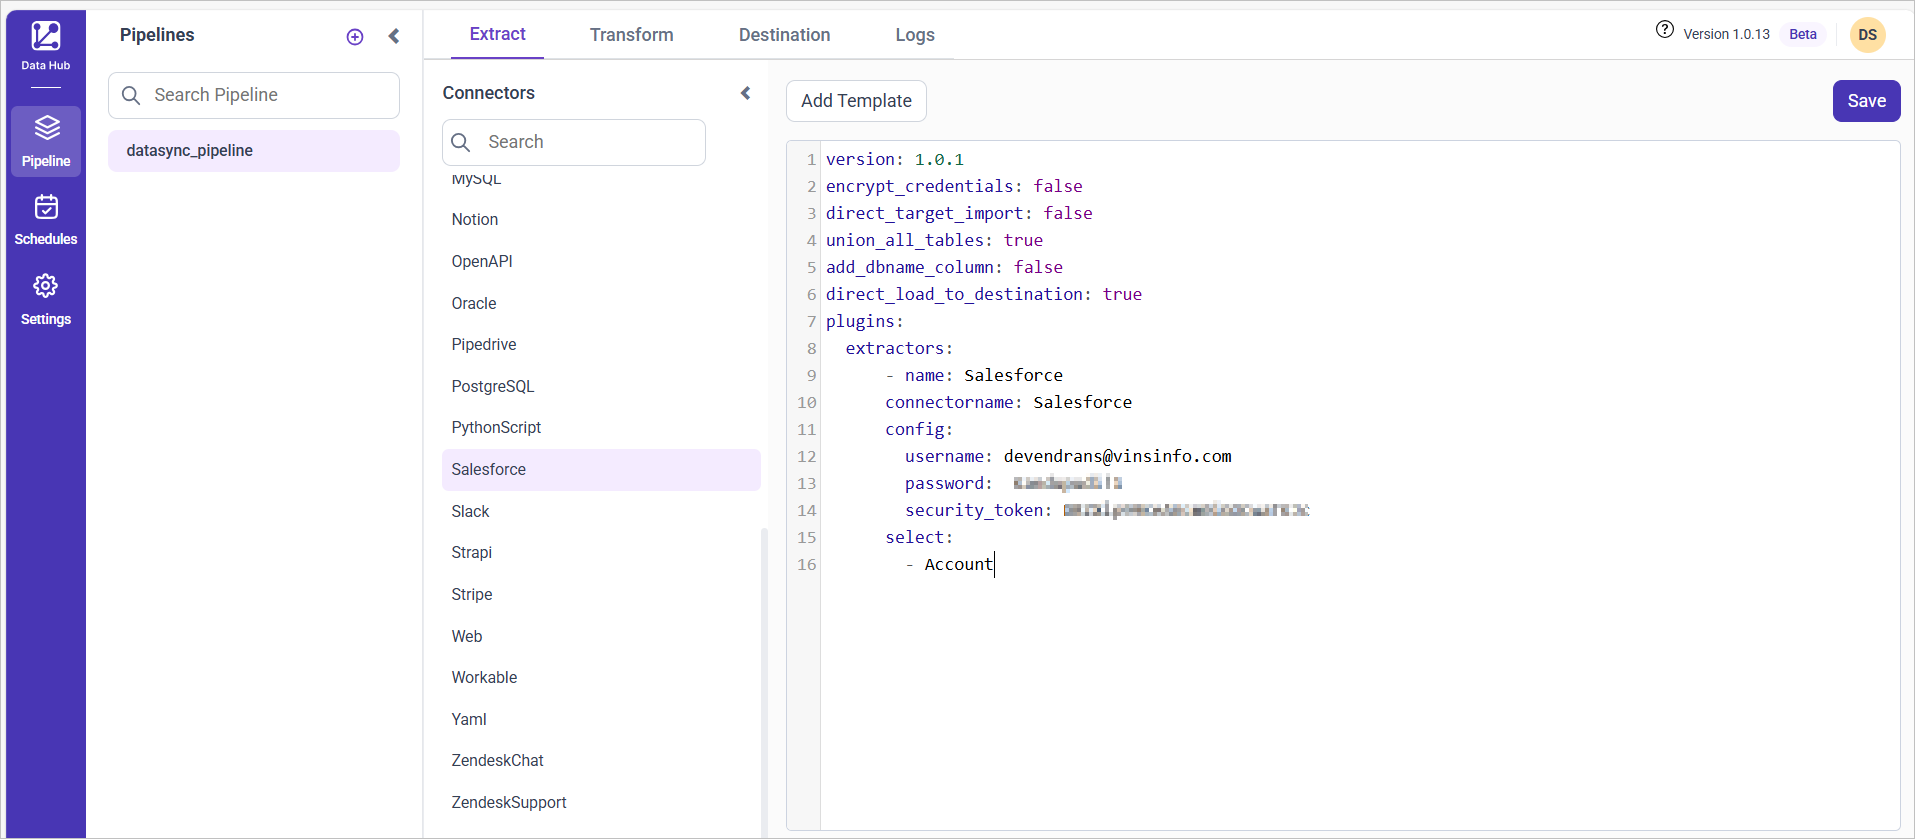 Data Hub
Pipeline
Schedules
Settings
Pipelines
Search Pipeline
datasync_pipeline
Extract
Transform
Destination
Logs
Version 1.0.13
Beta
DS
Connectors
Search
MySQL
Notion
OpenAPI
Oracle
Pipedrive
PostgreSQL
PythonScript
Salesforce
Slack
Strapi
Stripe
Web
Workable
Yaml
ZendeskChat
ZendeskSupport
Add Template
Save
1 version: 1.0.1
2 encrypt_credentials: false
3 direct_target_import: false
4 union_all_tables: true
5 add_dbname_column: false
6 direct_load_to_destination: true
7 plugins:
8 extractors:
9 - name: Salesforce
10 connectorname: Salesforce
11 config:
12 username: devendrans@vinsinfo.com
13 password:
14 security_token:
15 select:
16 - Account